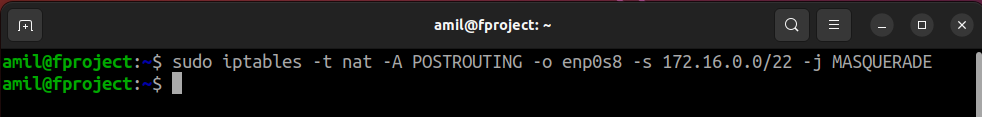 amil@fproject: ~
amil@fproject:~$ sudo iptables -t nat -A POSTROUTING -o enp0s8 -s 172.16.0.0/22 -j MASQUERADE
amil@fproject:~$